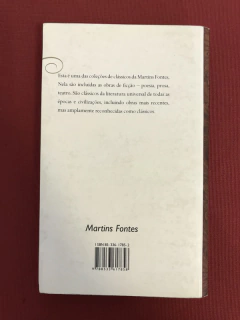 Esta é uma das coleções de clássicos da Martins Fontes.
Nela são incluídas as obras de ficção – poesia, prosa,
teatro. São clássicos da literatura universal de todas as
épocas e civilizações, incluindo obras mais recentes,
mas amplamente reconhecidas como clássicos.
Martins Fontes